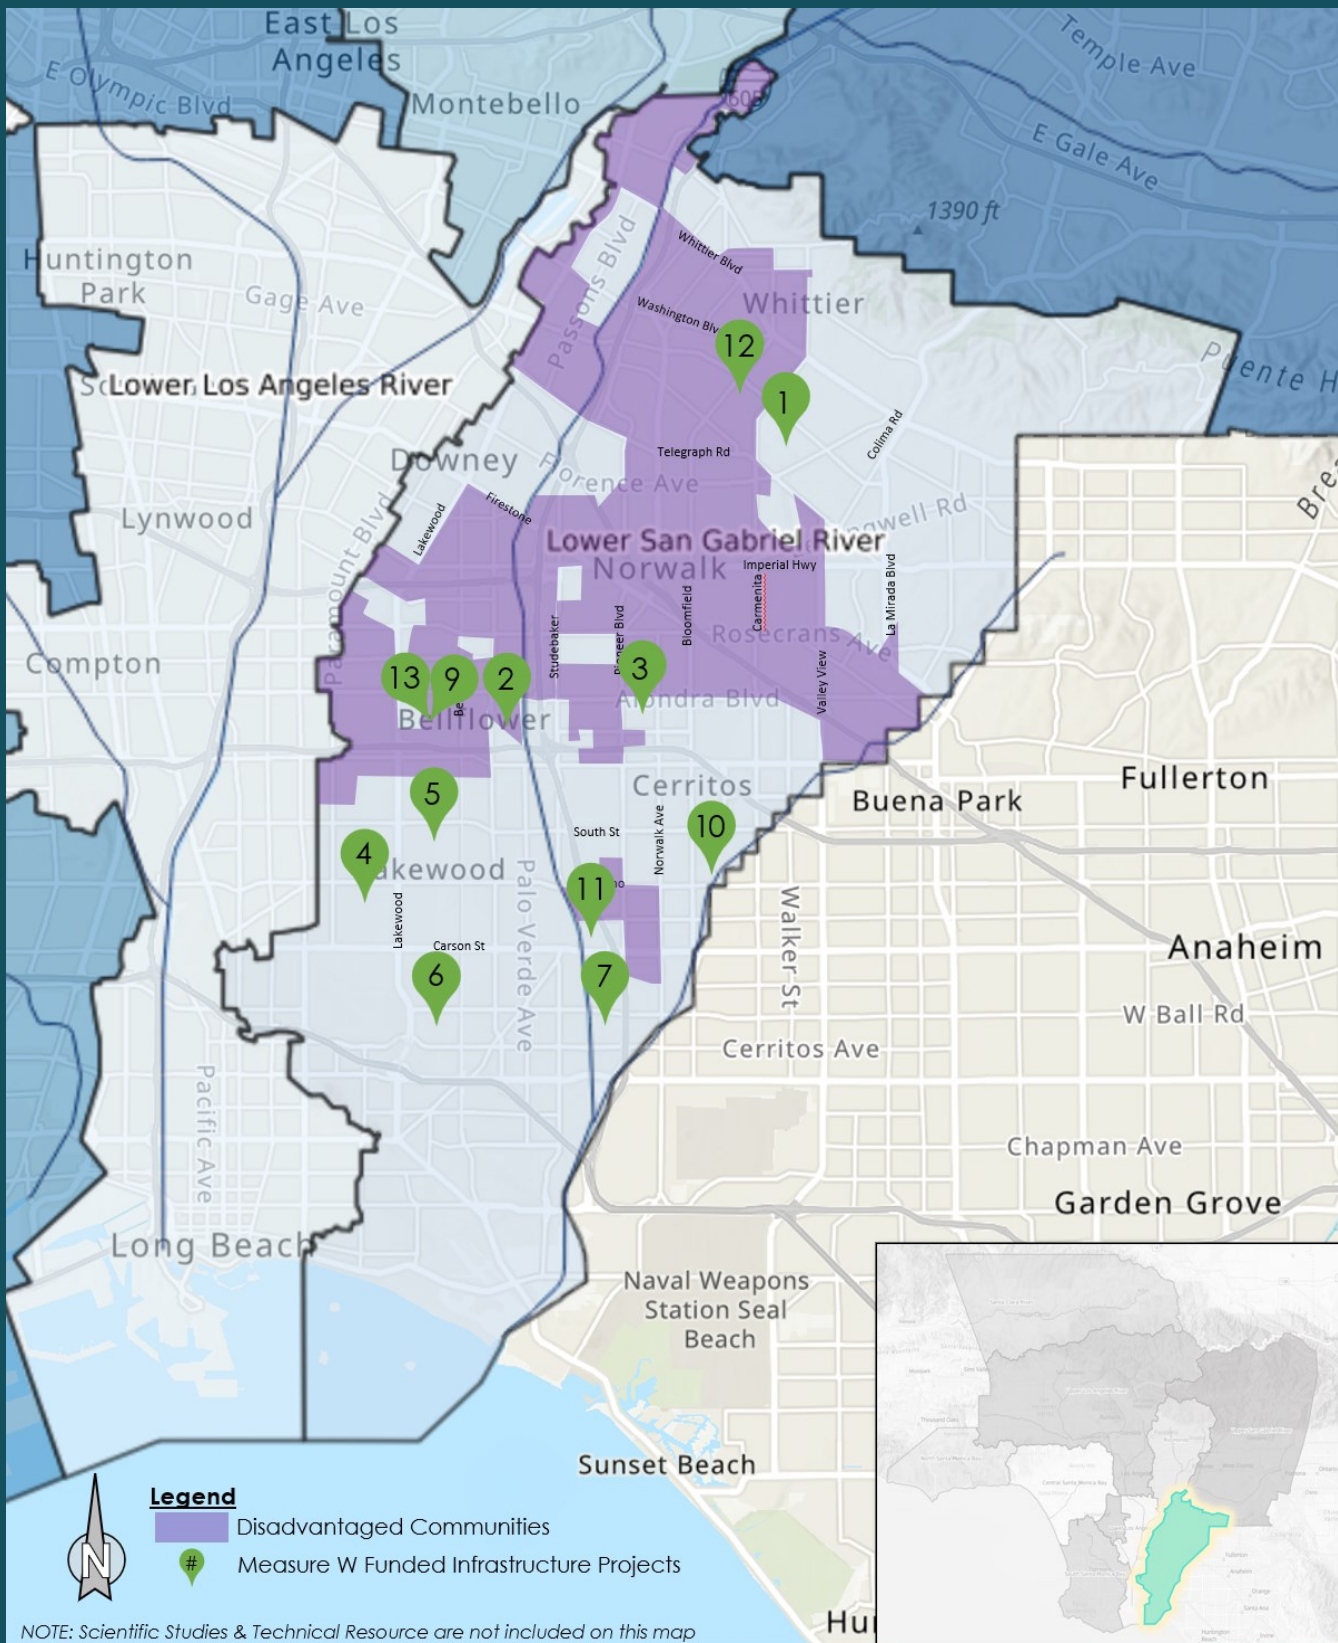 East Los
Angeles
E Olympic Blvd
Montebello
Temple Ave
E Gale Ave
1390 ft
Huntington
Park
Gage Ave
Passons Blvd
Whittier Blvd
Whittier
Washington Blv
12
1
Puente H
Lower Los Angeles River
Colima Rd
Telegraph Rd
Downey
Florence Ave
Bre
Lynwood
Paramount Blvd
Lakewood
Firestone
Lower San Gabriel River
Norwalk
Imperial Hwy
Carmenita
La Mirada Blvd
Bloomfield
Studebaker
Rosecrans Ave
Compton
13
9
2
3
Valley View
Bellflower
Alondra Blvd
Cerritos
Buena Park
Fullerton
5
South St
Norwalk Ave
10
4
akewood
11
Palo Verde Ave
Walker St
Lakewood
Carson St
6
7
Anaheim
W Ball Rd
Cerritos Ave
Pacific Ave
Chapman Ave
Garden Grove
Long Beach
Naval Weapons
Station Seal
Beach
Sunset Beach
Legend
Disadvantaged Communities
# Measure W Funded Infrastructure Projects
N
NOTE: Scientific Studies & Technical Resource are not included on this map